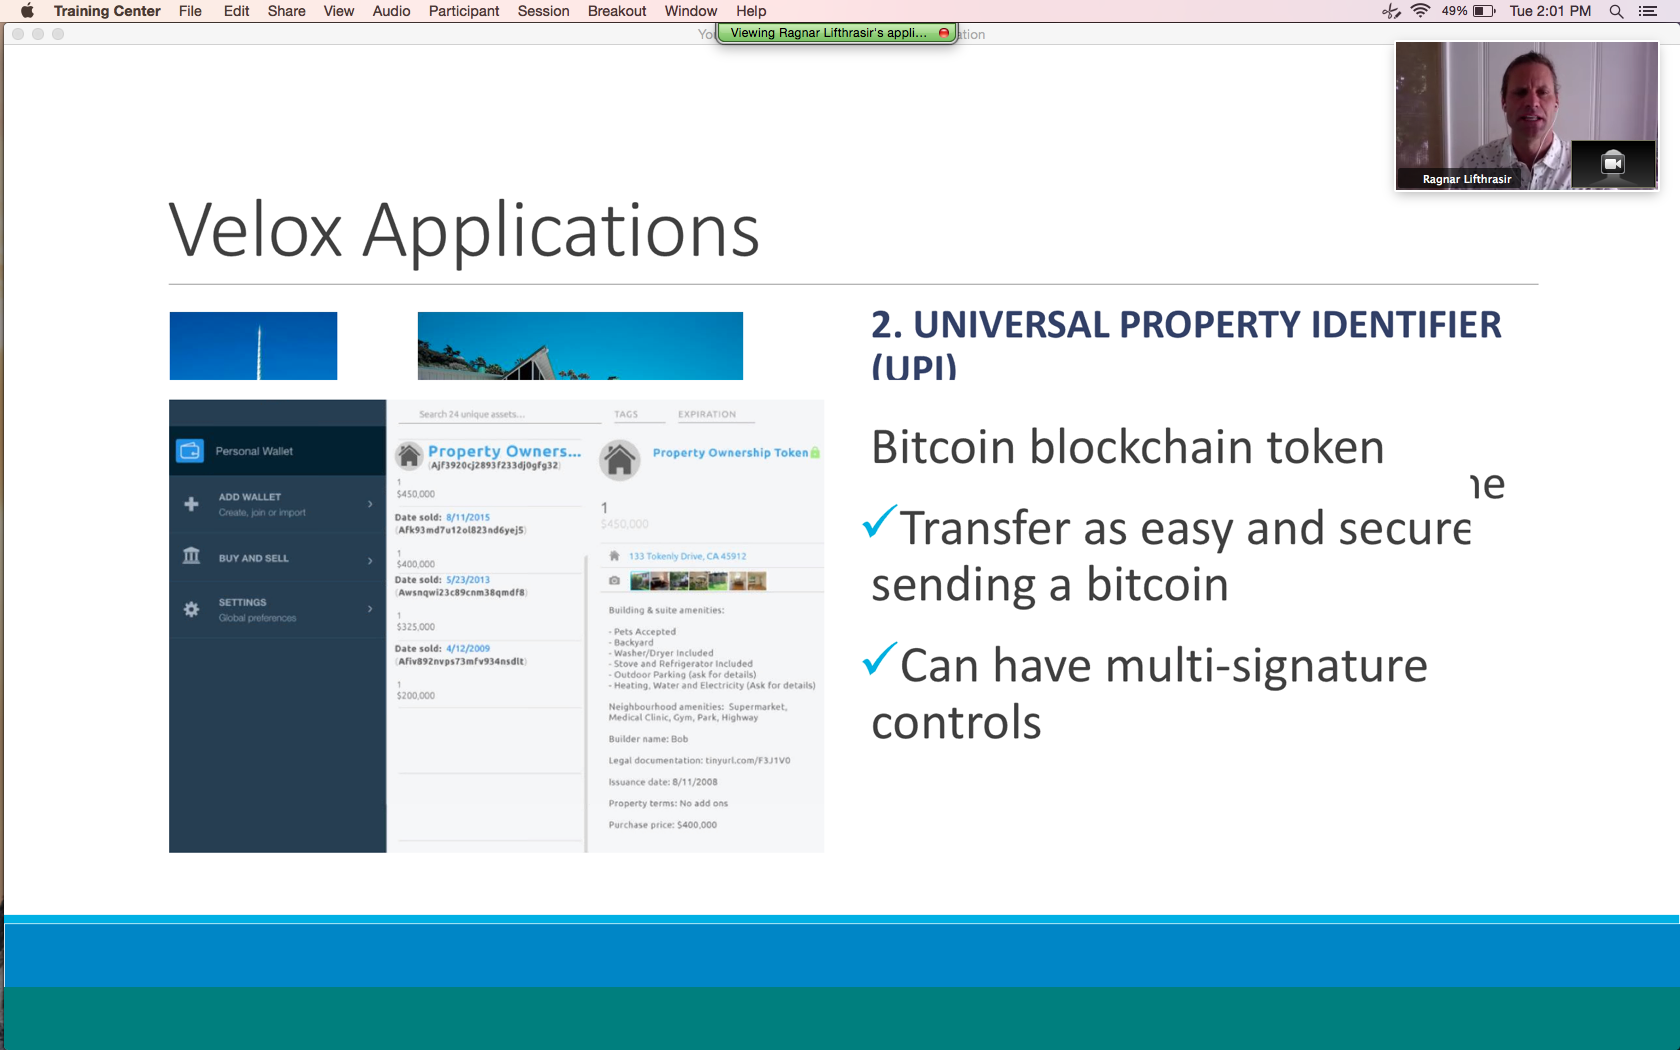 Training Center File Edit Share View Audio Participant Session Breakout Window Help 49% Tue 2:01 PM
Viewing Ragnar Lifthrasir's appli...
Ragnar Lifthrasir
Velox Applications
2. UNIVERSAL PROPERTY IDENTIFIER
(UPI)
Bitcoin blockchain token
Transfer as easy and secure
sending a bitcoin
Can have multi-signature
controls
Personal Wallet
ADD WALLET
Create, join or import
BUY AND SELL
SETTINGS
Global preferences
Search 24 unique assets...
TAGS EXPIRATION
Property Owners...
(Ajf3920cj2893f233dj0gfg32)
1
$450,000
Date sold: 8/11/2015
(Afk93md7u12ol823nd6yej5)
1
$400,000
Date sold: 5/23/2013
(Awsnqwi23c89cnm38qmdf8)
1
$325,000
Date sold: 4/12/2009
(Afiv892nvps73mfv934nsdlt)
1
$200,000
Property Ownership Token
1
$450,000
133 Tokenly Drive, CA 45912
Building & suite amenities:
- Pets Accepted
- Backyard
- Washer/Dryer Included
- Stove and Refrigerator Included
- Outdoor Parking (ask for details)
- Heating, Water and Electricity (Ask for details)
Neighbourhood amenities: Supermarket,
Medical Clinic, Gym, Park, Highway
Builder name: Bob
Legal documentation: tinyurl.com/F3J1V0
Issuance date: 8/11/2008
Property terms: No add ons
Purchase price: $400,000